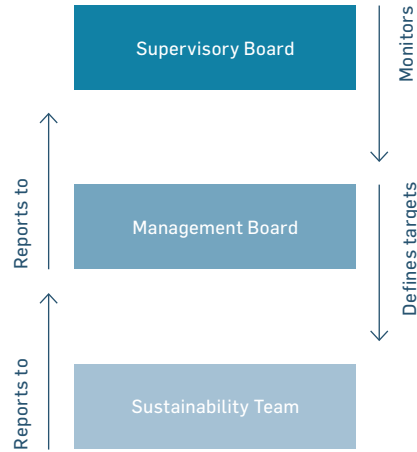 Supervisory Board
Monitors
Reports to
Management Board
Defines targets
Reports to
Sustainability Team